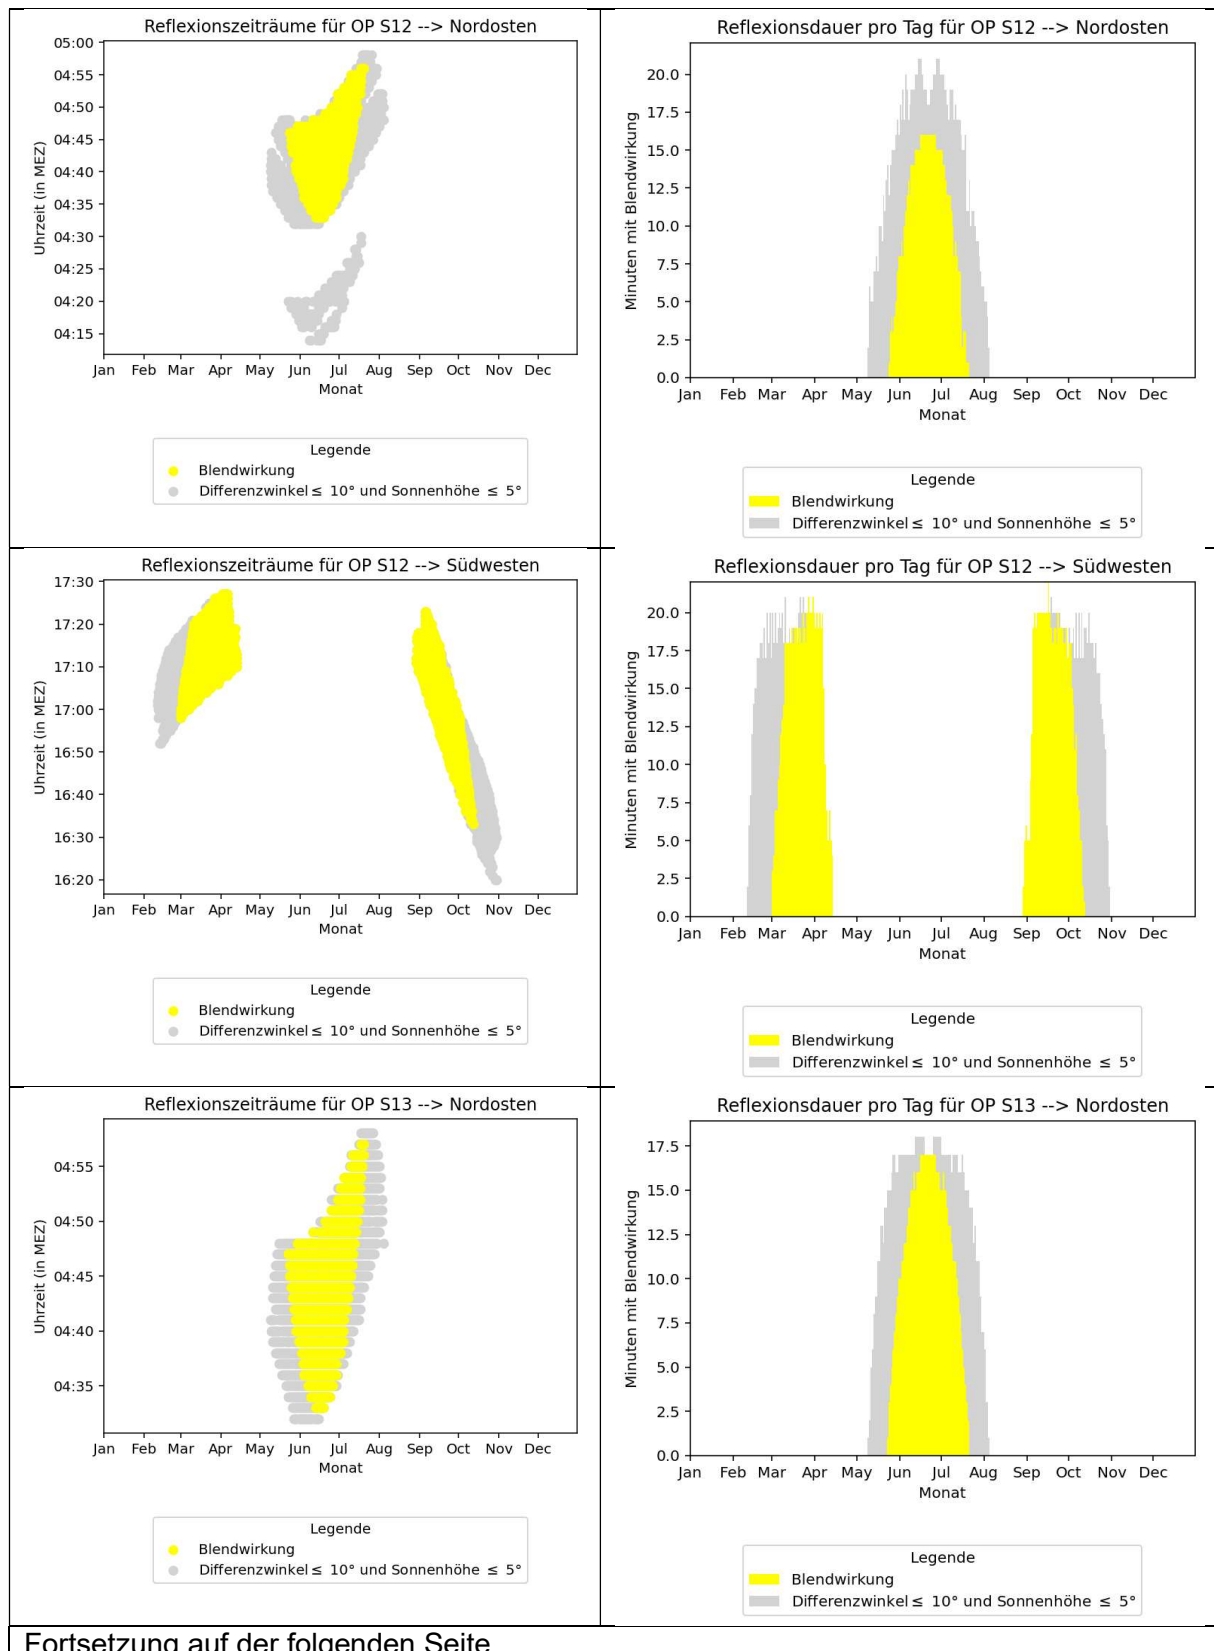 Reflexionszeiträume für OP S12 --> Nordosten
05:00
04:55
04:50
04:45
04:40
04:35
04:30
04:25
04:20
04:15
Uhrzeit (in MEZ)
Jan Feb Mar Apr May Jun Jul Aug Sep Oct Nov Dec
Monat
Legende
Blendwirkung
Differenzwinkel ≤ 10° und Sonnenhöhe ≤ 5°
Reflexionsdauer pro Tag für OP S12 --> Nordosten
20.0
17.5
15.0
12.5
10.0
7.5
5.0
2.5
0.0
Minuten mit Blendwirkung
Jan Feb Mar Apr May Jun Jul Aug Sep Oct Nov Dec
Monat
Legende
Blendwirkung
Differenzwinkel ≤ 10° und Sonnenhöhe ≤ 5°
Reflexionszeiträume für OP S12 --> Südwesten
17:30
17:20
17:10
17:00
16:50
16:40
16:30
16:20
Uhrzeit (in MEZ)
Jan Feb Mar Apr May Jun Jul Aug Sep Oct Nov Dec
Monat
Legende
Blendwirkung
Differenzwinkel ≤ 10° und Sonnenhöhe ≤ 5°
Reflexionsdauer pro Tag für OP S12 --> Südwesten
20.0
17.5
15.0
12.5
10.0
7.5
5.0
2.5
0.0
Minuten mit Blendwirkung
Jan Feb Mar Apr May Jun Jul Aug Sep Oct Nov Dec
Monat
Legende
Blendwirkung
Differenzwinkel ≤ 10° und Sonnenhöhe ≤ 5°
Reflexionszeiträume für OP S13 --> Nordosten
04:55
04:50
04:45
04:40
04:35
Uhrzeit (in MEZ)
Jan Feb Mar Apr May Jun Jul Aug Sep Oct Nov Dec
Monat
Legende
Blendwirkung
Differenzwinkel ≤ 10° und Sonnenhöhe ≤ 5°
Reflexionsdauer pro Tag für OP S13 --> Nordosten
17.5
15.0
12.5
10.0
7.5
5.0
2.5
0.0
Minuten mit Blendwirkung
Jan Feb Mar Apr May Jun Jul Aug Sep Oct Nov Dec
Monat
Legende
Blendwirkung
Differenzwinkel ≤ 10° und Sonnenhöhe ≤ 5°
Fortsetzung auf der folgenden Seite